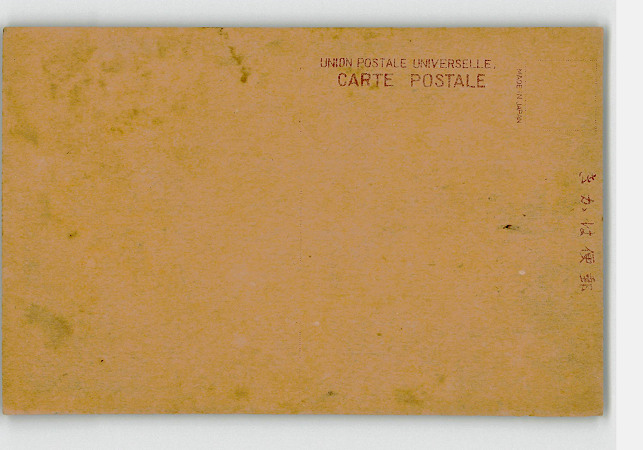 UNION POSTALE UNIVERSELLE.
CARTE POSTALE
MADE IN JAPAN
きかは便郵